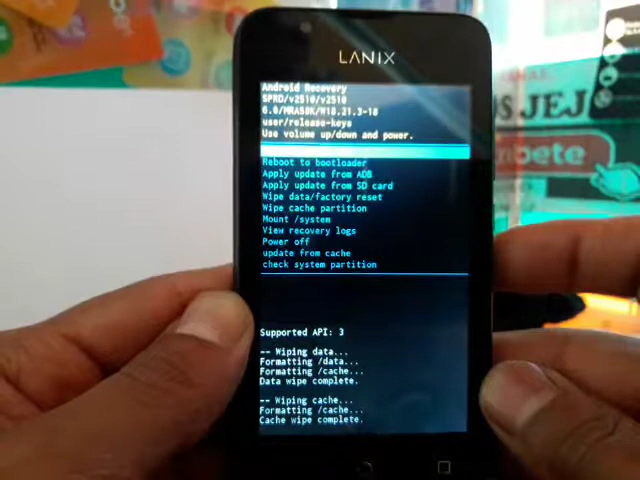 LANIX
Android Recovery
SPRD/v2510/v2510
6.0/MRA58K/W18.21.3-18
user/release-keys
Use volume up/down and power.
Reboot to bootloader
Apply update from ADB
Apply update from SD card
Wipe data/factory reset
Wipe cache partition
Mount /system
View recovery logs
Power off
update from cache
check system partition
Supported API: 3
-- Wiping data...
Formatting /data...
Formatting /cache...
Data wipe complete.
-- Wiping cache...
Formatting /cache...
Cache wipe complete.
JEJ